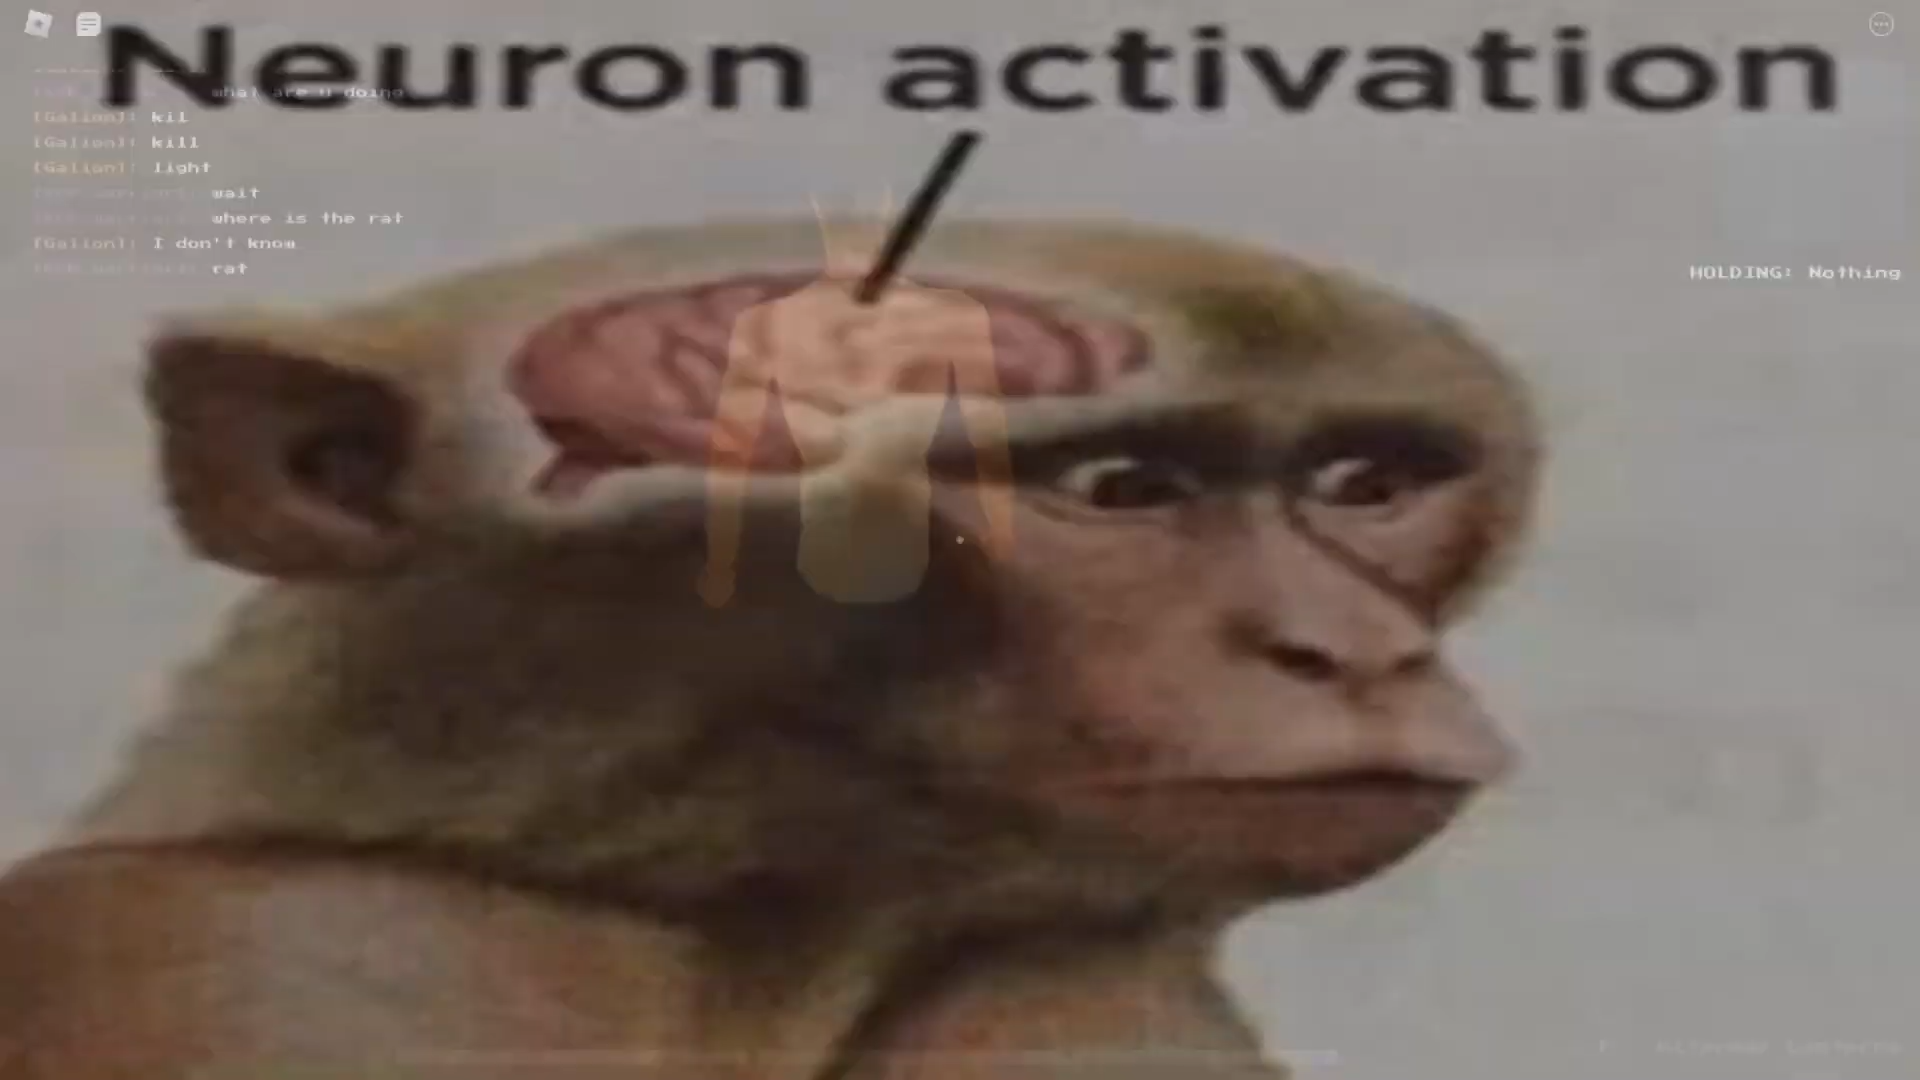 Neuron activation
what are u doing
[Galion]: kil
[Galion]: kill
[Galion]: light
wait
where is the rat
[Galion]: I don't know
rat
HOLDING: Nothing